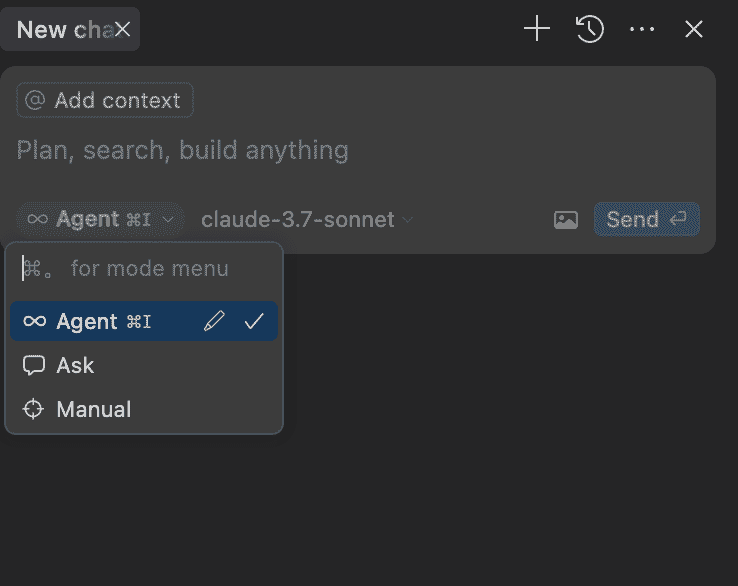 New cha
@ Add context
Plan, search, build anything
∞ Agent ⌘I claude-3.7-sonnet Send
⌘。 for mode menu
∞ Agent ⌘I
Ask
Manual